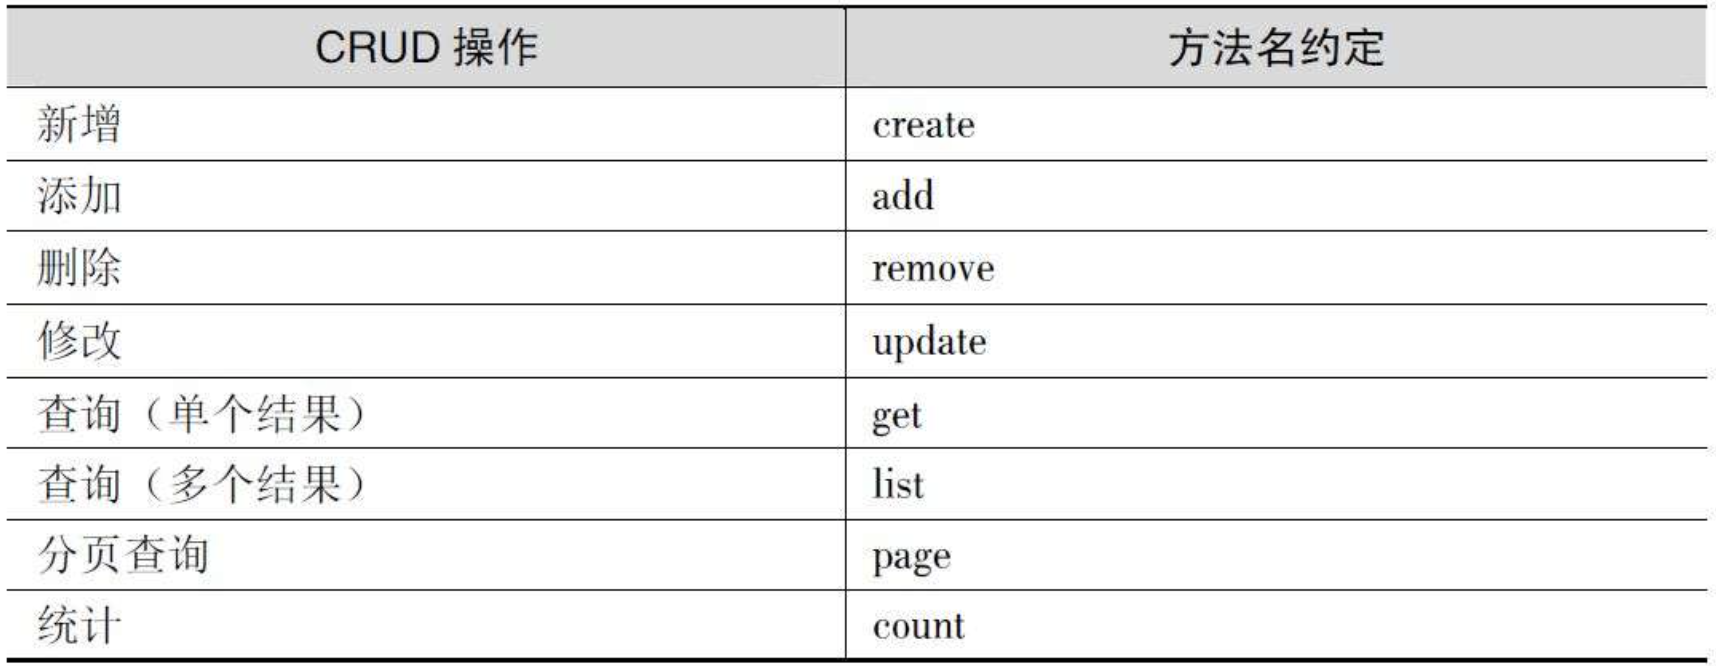 CRUD 操作 方法名约定
新增 create
添加 add
删除 remove
修改 update
查询（单个结果） get
查询（多个结果） list
分页查询 page
统计 count